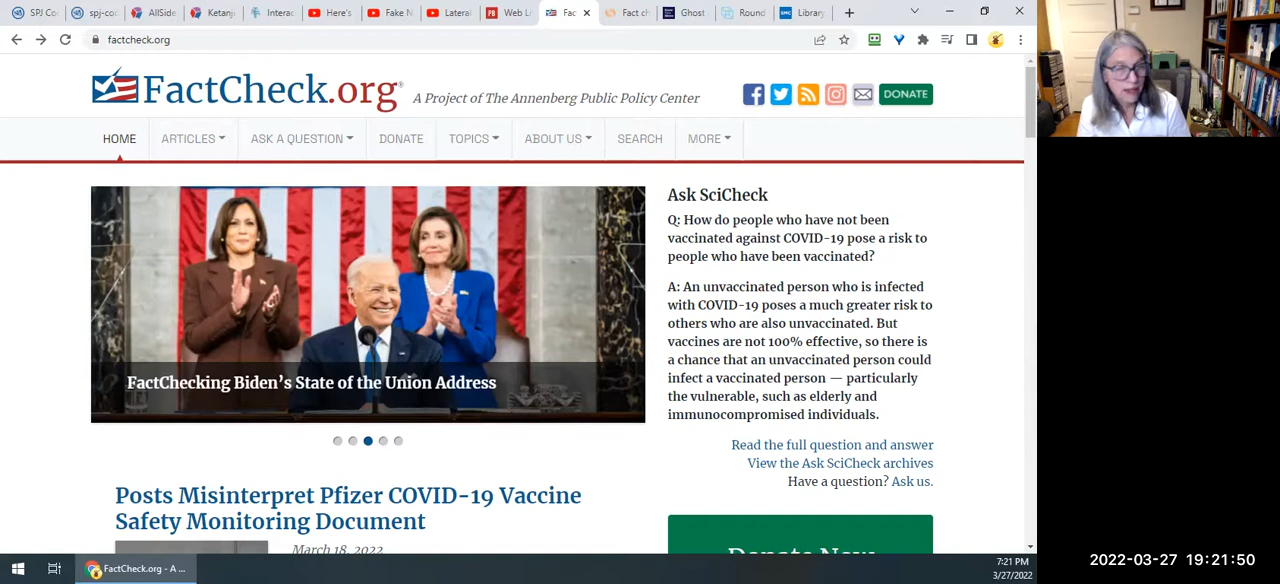 SPJ Co
spj-coc
AllSide
Ketanj
Interac
Here's
Fake N
Lateral
Web Li
Fac
Fact ch
Ghost
Round
Library
factcheck.org
FactCheck.org®
A Project of The Annenberg Public Policy Center
DONATE
HOME
ARTICLES
ASK A QUESTION
DONATE
TOPICS
ABOUT US
SEARCH
MORE
FactChecking Biden's State of the Union Address
Posts Misinterpret Pfizer COVID-19 Vaccine
Safety Monitoring Document
March 18, 2022
Ask SciCheck
Q: How do people who have not been
vaccinated against COVID-19 pose a risk to
people who have been vaccinated?
A: An unvaccinated person who is infected
with COVID-19 poses a much greater risk to
others who are also unvaccinated. But
vaccines are not 100% effective, so there is
a chance that an unvaccinated person could
infect a vaccinated person — particularly
the vulnerable, such as elderly and
immunocompromised individuals.
Read the full question and answer
View the Ask SciCheck archives
Have a question? Ask us.
Donate Now
FactCheck.org - A ...
7:21 PM
3/27/2022
2022-03-27 19:21:50